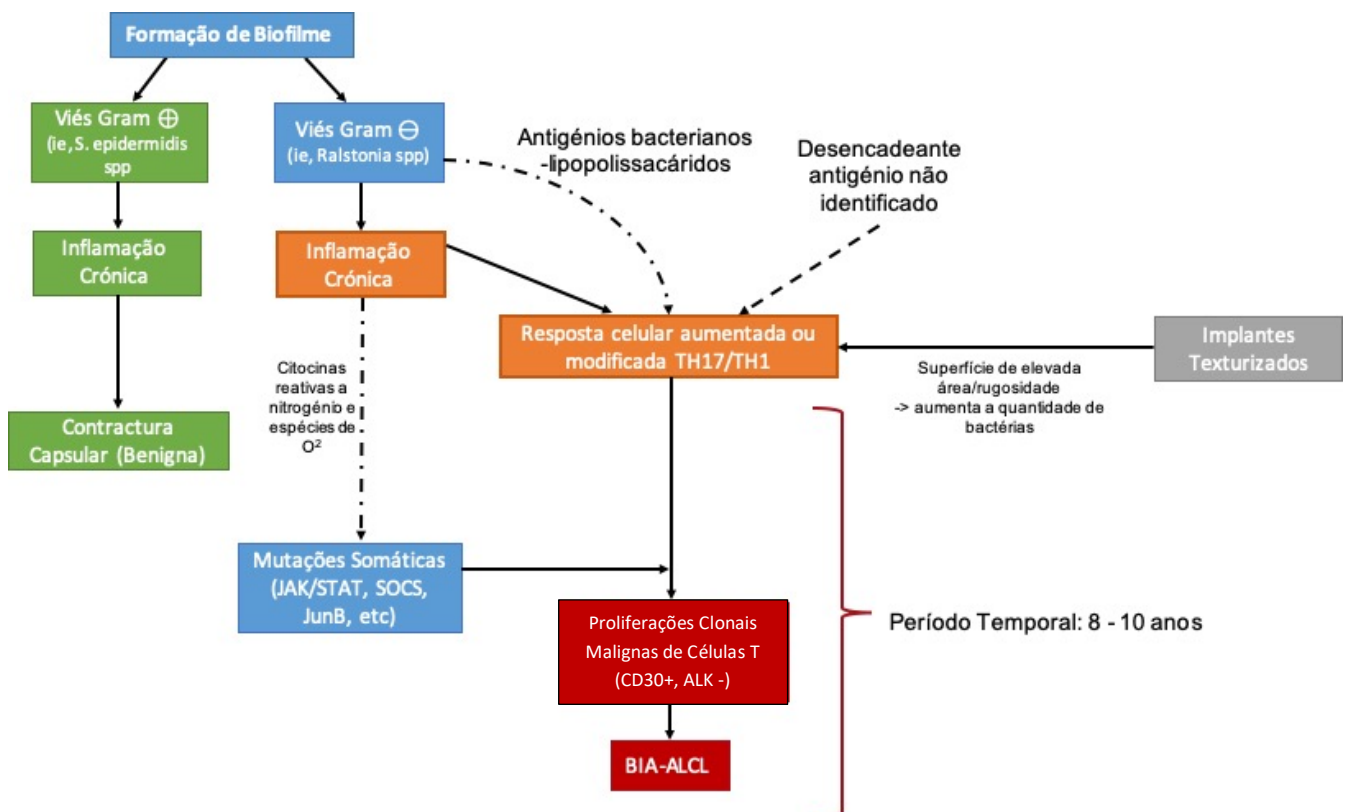 Formação de Biofilme
Viés Gram ⊕
(ie, S. epidermidis
spp
Viés Gram ⊖
(ie, Ralstonia spp)
Antigénios bacterianos
-lipopolissacáridos
Desencadeante
antigénio não
identificado
Inflamação
Crónica
Inflamação
Crónica
Resposta celular aumentada ou
modificada TH17/TH1
Implantes
Texturizados
Citocinas
reativas a
nitrogénio e
espécies de
O²
Superfície de elevada
área/rugosidade
-> aumenta a quantidade de
bactérias
Contractura
Capsular (Benigna)
Mutações Somáticas
(JAK/STAT, SOCS,
JunB, etc)
Proliferações Clonais
Malignas de Células T
(CD30+, ALK -)
Período Temporal: 8 - 10 anos
BIA-ALCL